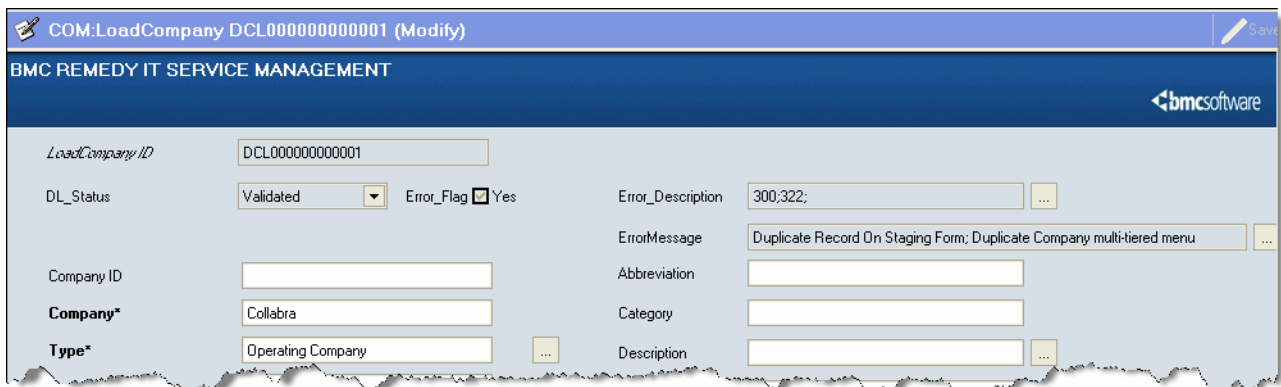 COM:LoadCompany DCL000000000001 (Modify) Save
BMC REMEDY IT SERVICE MANAGEMENT
bmcsoftware
LoadCompany ID DCL000000000001
DL_Status Validated Error_Flag Yes Error_Description 300;322; ...
ErrorMessage Duplicate Record On Staging Form; Duplicate Company multi-tiered menu ...
Company ID Abbreviation
Company* Collabra Category
Type* Operating Company ... Description ...